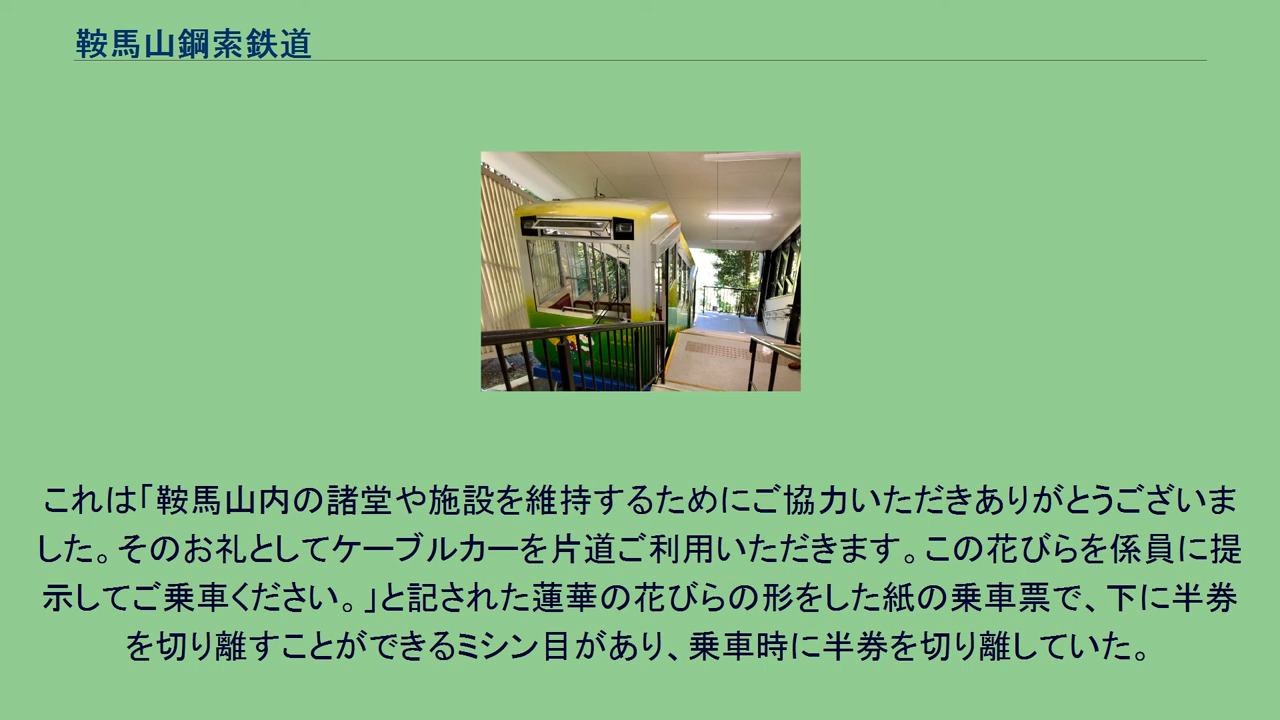 鞍馬山鋼索鉄道
これは「鞍馬山内の諸堂や施設を維持するためにご協力いただきありがとうございま
した。そのお礼としてケーブルカーを片道ご利用いただきます。この花びらを係員に提
示してご乗車ください。」と記された蓮華の花びらの形をした紙の乗車票で、下に半券
を切り離すことができるミシン目があり、乗車時に半券を切り離していた。